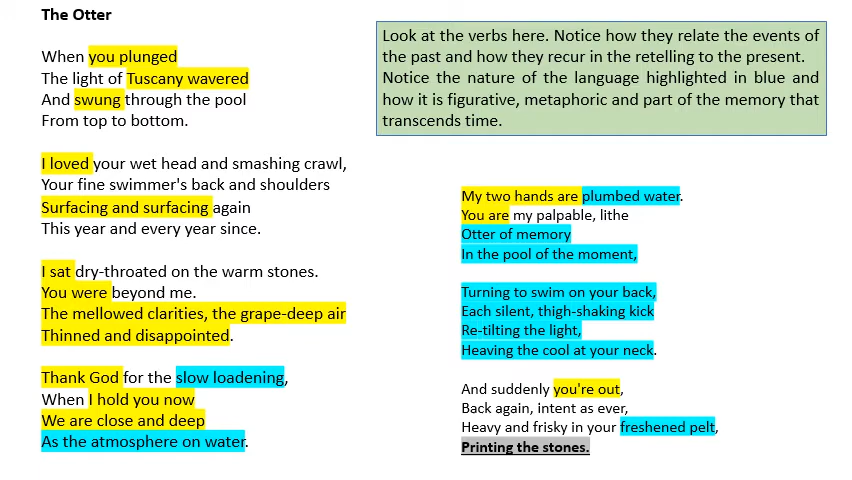 The Otter
When you plunged
The light of Tuscany wavered
And swung through the pool
From top to bottom.
I loved your wet head and smashing crawl,
Your fine swimmer's back and shoulders
Surfacing and surfacing again
This year and every year since.
I sat dry-throated on the warm stones.
You were beyond me.
The mellowed clarities, the grape-deep air
Thinned and disappointed.
Thank God for the slow loadening,
When I hold you now
We are close and deep
As the atmosphere on water.
Look at the verbs here. Notice how they relate the events of
the past and how they recur in the retelling to the present.
Notice the nature of the language highlighted in blue and
how it is figurative, metaphoric and part of the memory that
transcends time.
My two hands are plumbed water.
You are my palpable, lithe
Otter of memory
In the pool of the moment,
Turning to swim on your back,
Each silent, thigh-shaking kick
Re-tilting the light,
Heaving the cool at your neck.
And suddenly you're out,
Back again, intent as ever,
Heavy and frisky in your freshened pelt,
Printing the stones.